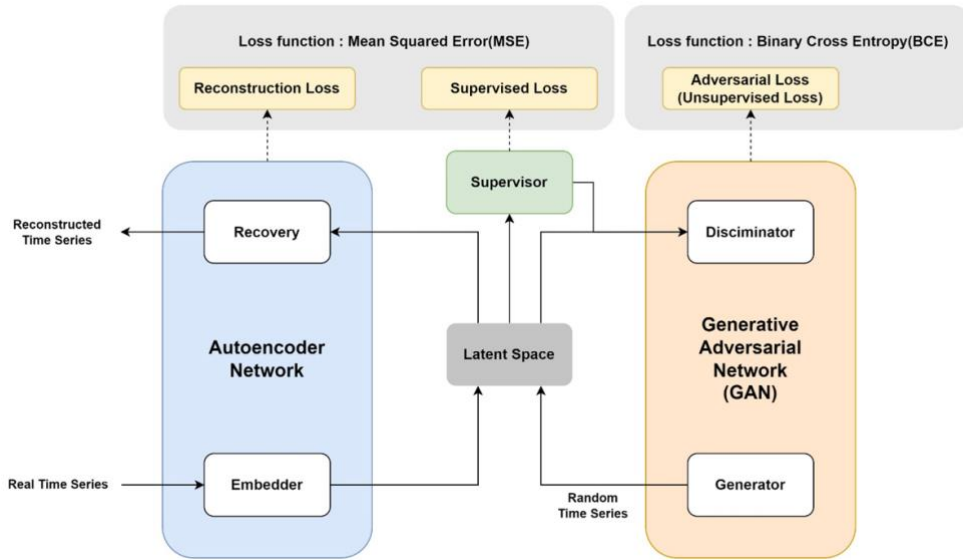 Loss function : Mean Squared Error(MSE)
Loss function : Binary Cross Entropy(BCE)
Reconstruction Loss
Supervised Loss
Adversarial Loss
(Unsupervised Loss)
Supervisor
Reconstructed
Time Series
Recovery
Disciminator
Autoencoder
Network
Latent Space
Generative
Adversarial
Network
(GAN)
Real Time Series
Embedder
Random
Time Series
Generator